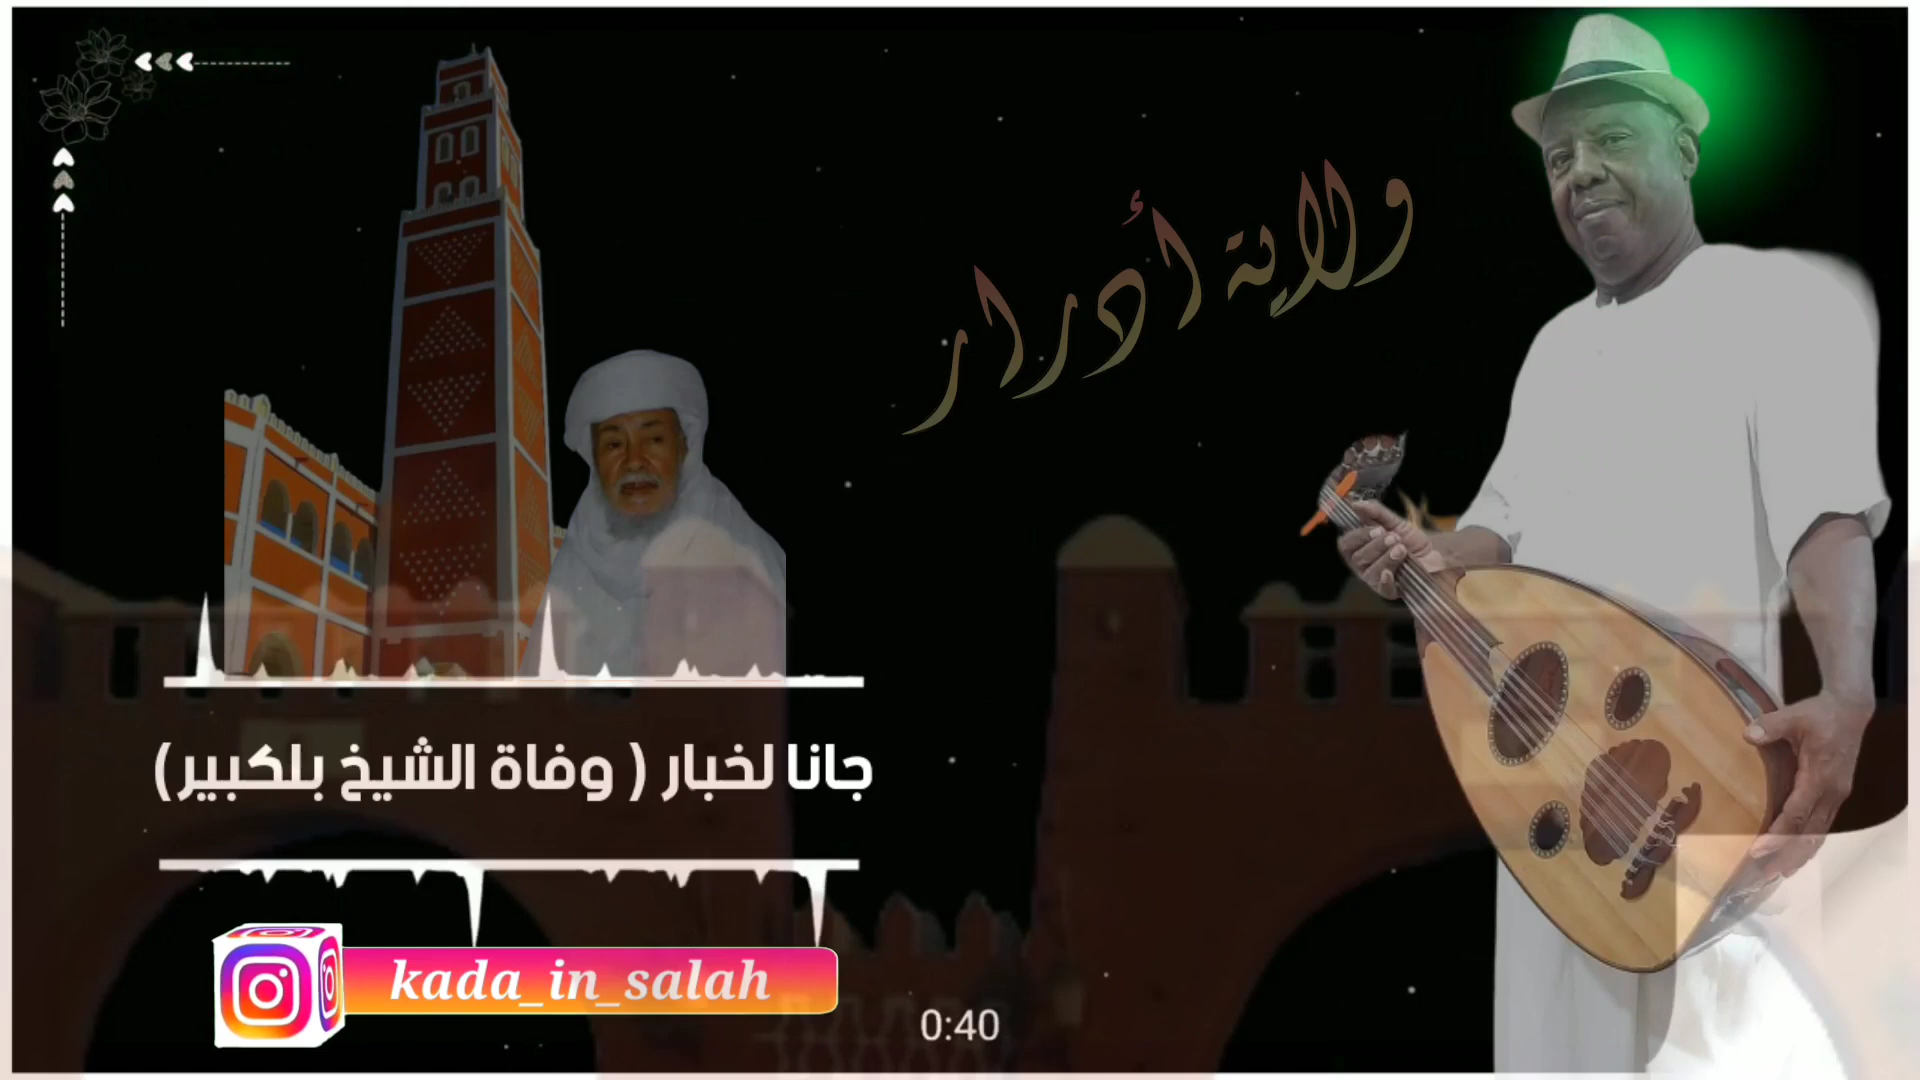 ولاية أدرار
جانا لخبار ( وفاة الشيخ بلكبير)
kada_in_salah
0:40